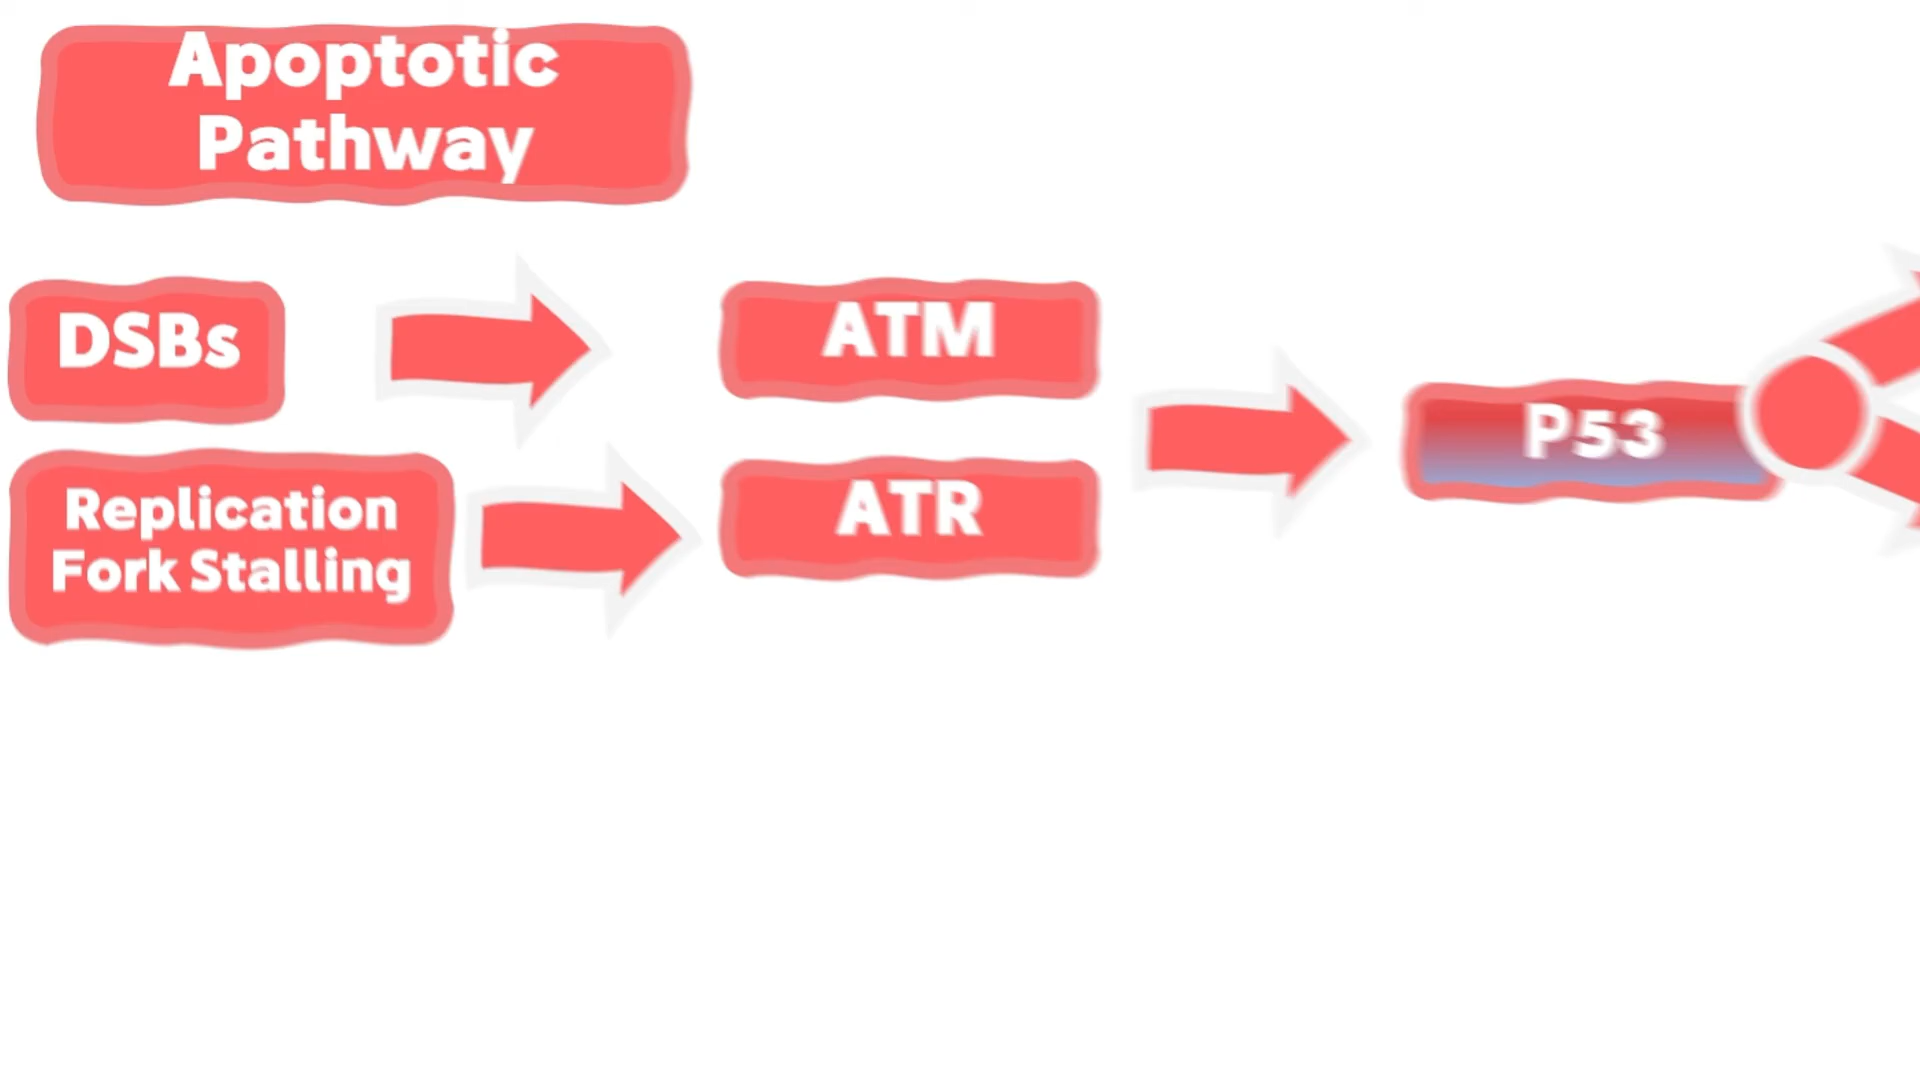 Apoptotic
Pathway
DSBs
ATM
P53
Replication
Fork Stalling
ATR